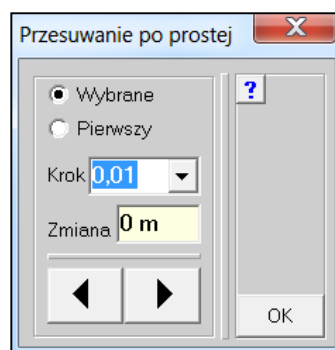 Przesuwanie po prostej
Wybrane
?
Pierwszy
Krok 0,01
Zmiana 0 m
OK